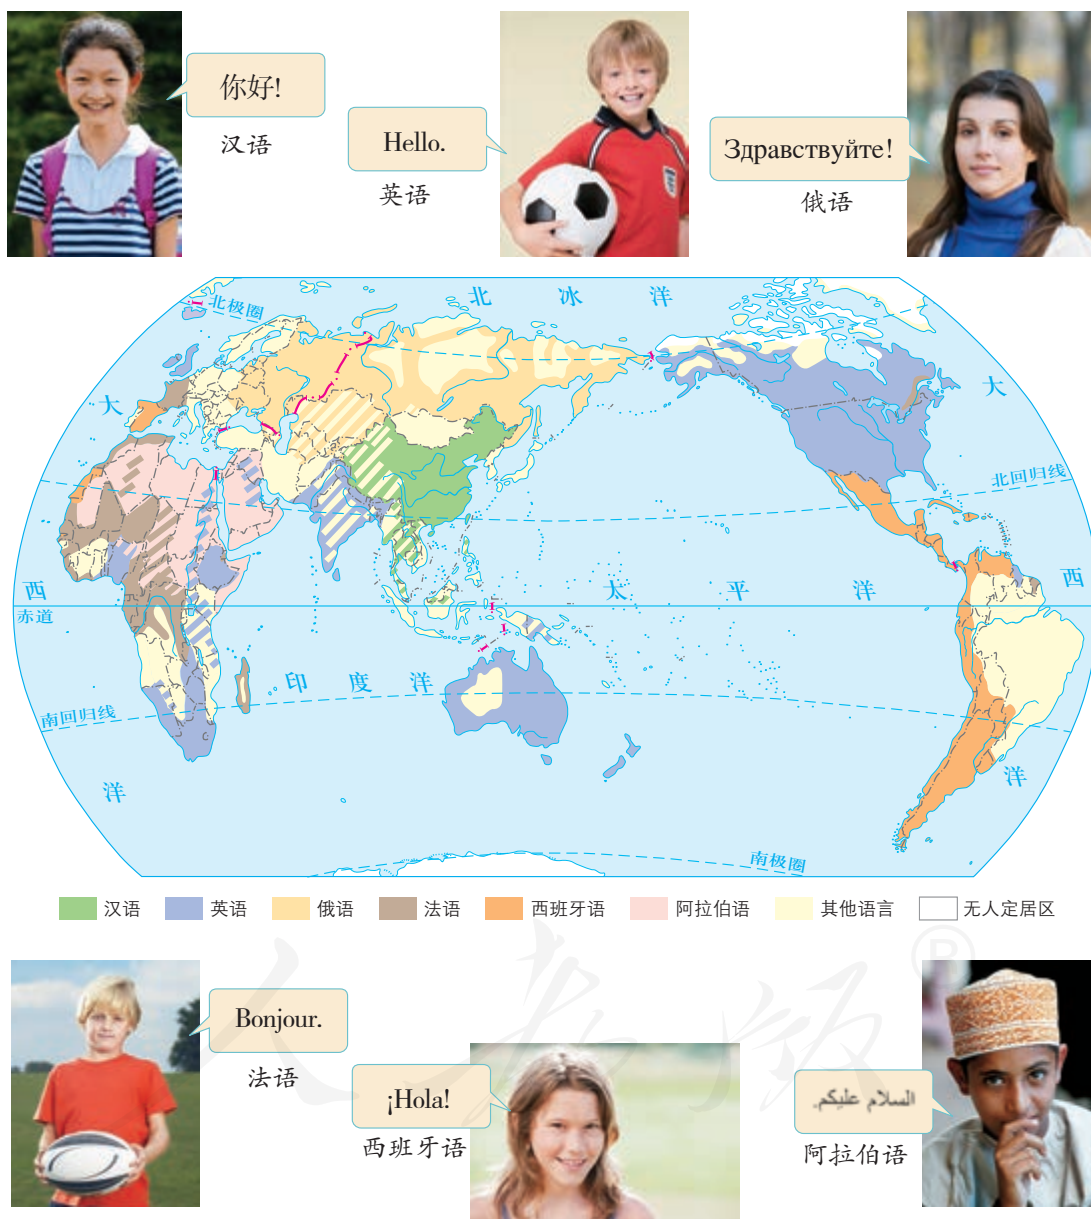 你好!
汉语
Hello.
英语
Здравствуйте!
俄语
北极圈
北冰洋
大
大
北回归线
西
太平洋
西
赤道
印度洋
南回归线
洋
洋
南极圈
汉语 英语 俄语 法语 西班牙语 阿拉伯语 其他语言 无人定居区
人教版®
Bonjour.
法语
¡Hola!
西班牙语
السلام عليكم.
阿拉伯语